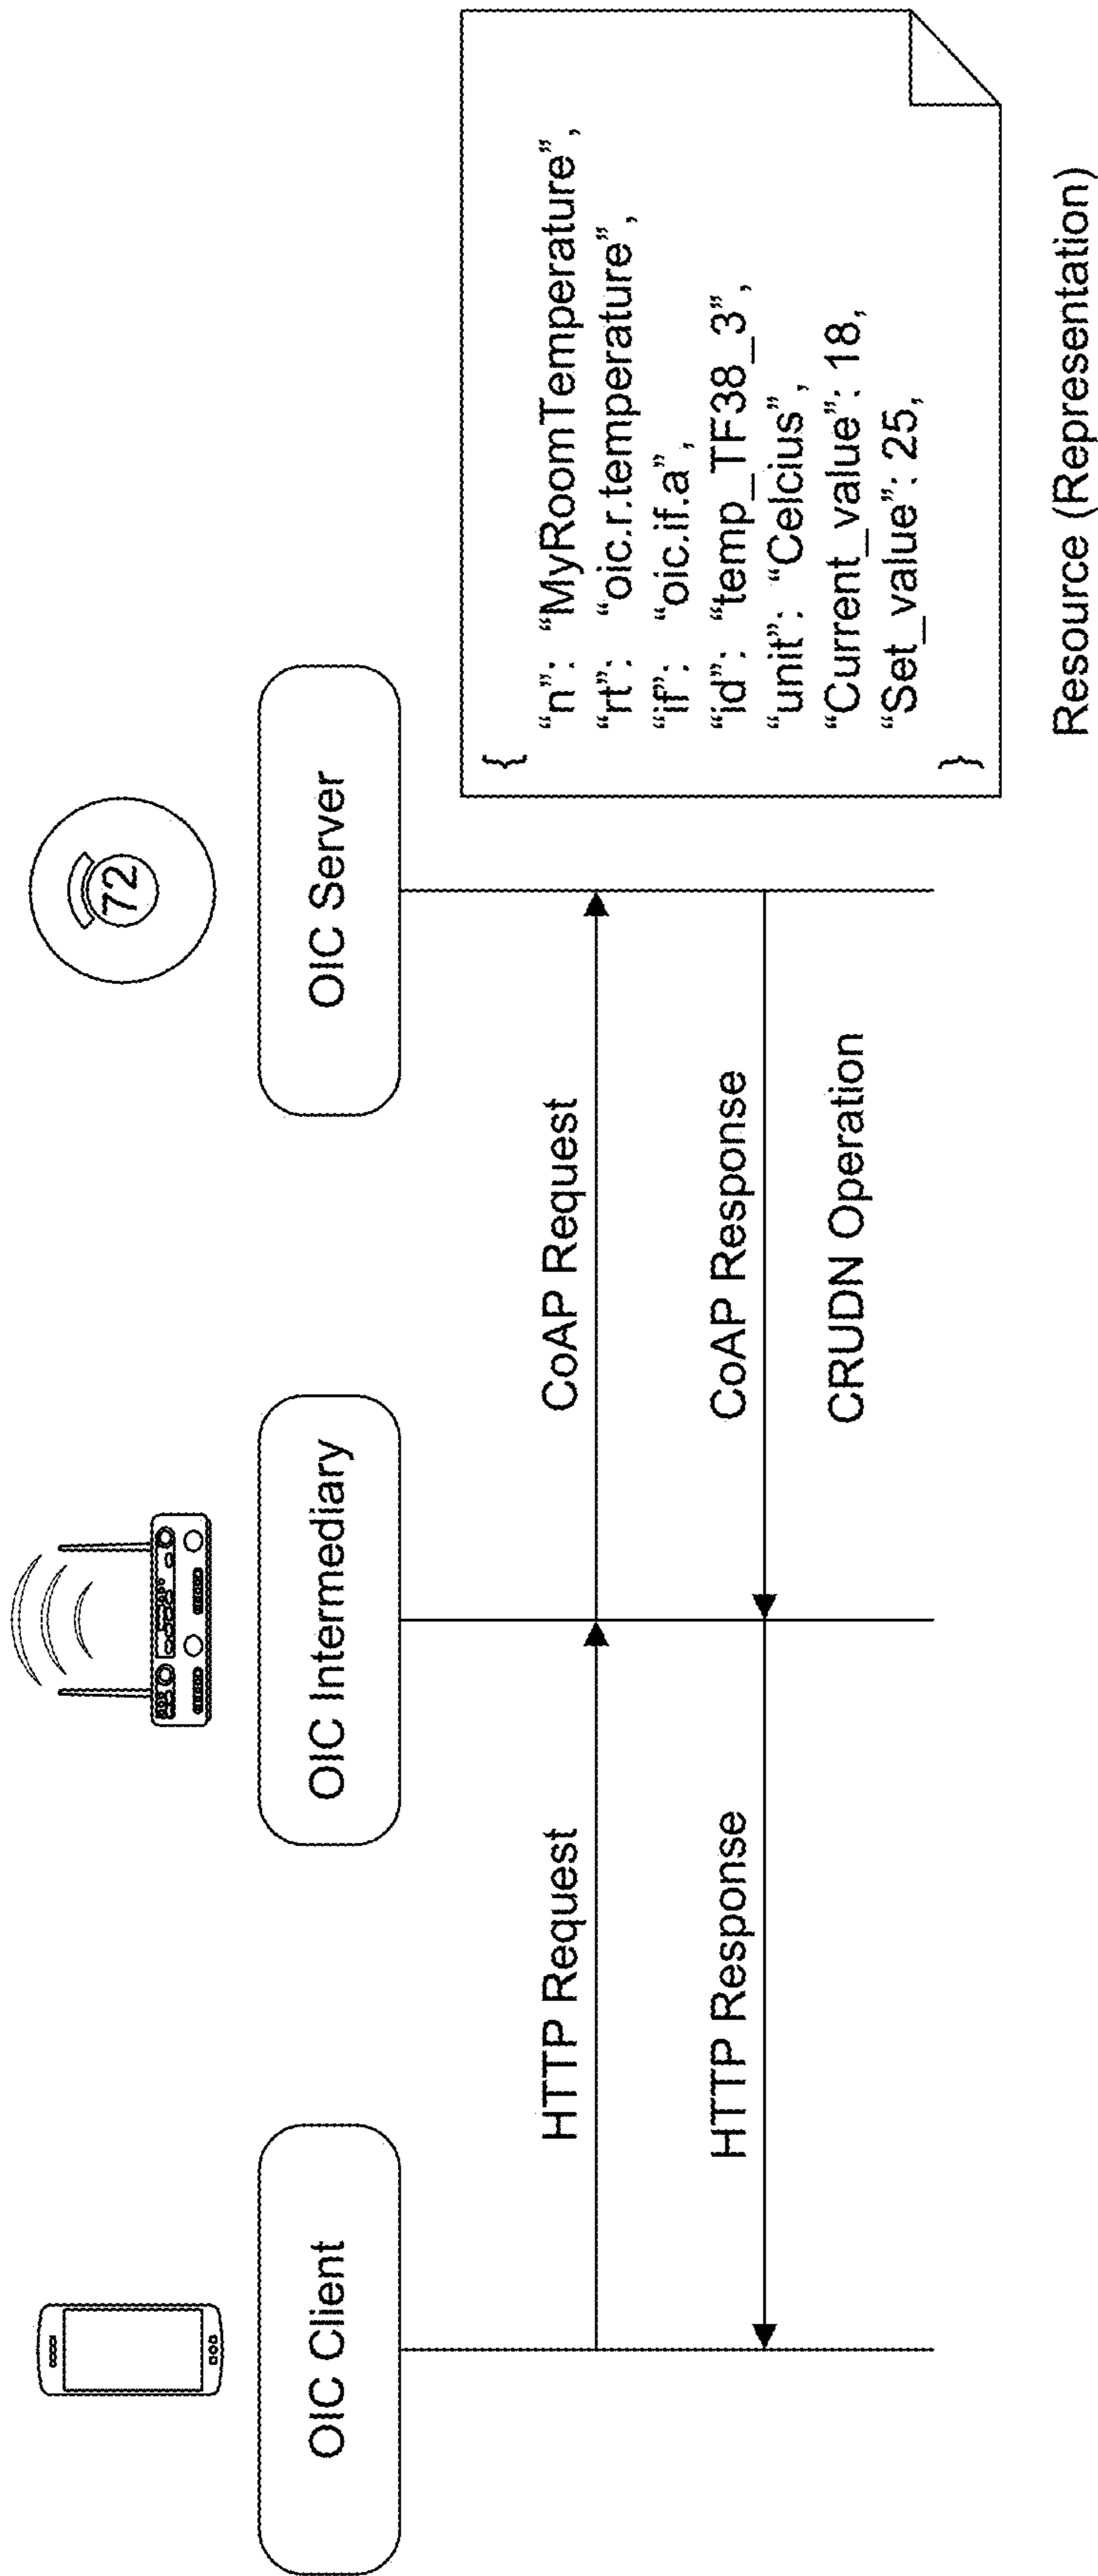 72
OIC Client
OIC Intermediary
OIC Server
HTTP Request
CoAP Request
HTTP Response
CoAP Response
CRUDN Operation
{
“n”: “MyRoomTemperature”,
“rt”: “oic.r.temperature”,
“if”: “oic.if.a”,
“id”: “temp_TF38_3”,
“unit”: “Celcius”,
“Current_value”: 18,
“Set_value”: 25,
}
Resource (Representation)